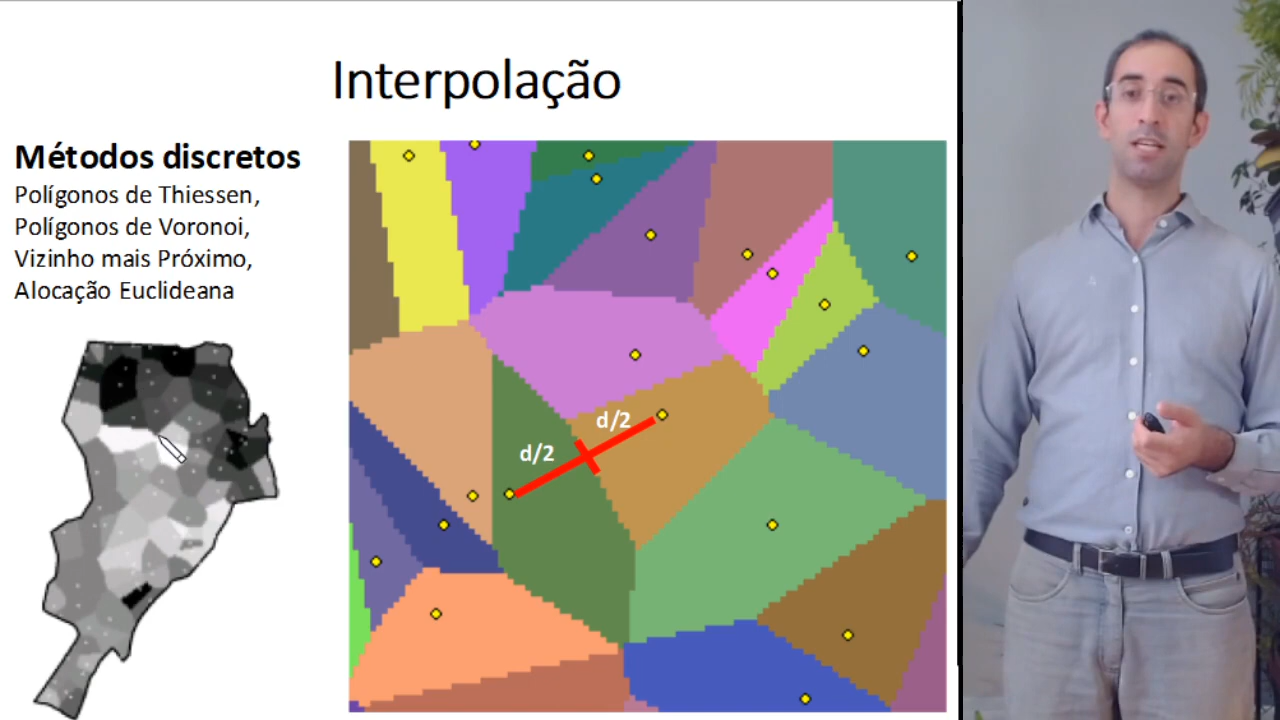 Interpolação
Métodos discretos
Polígonos de Thiessen,
Polígonos de Voronoi,
Vizinho mais Próximo,
Alocação Euclideana
d/2
d/2